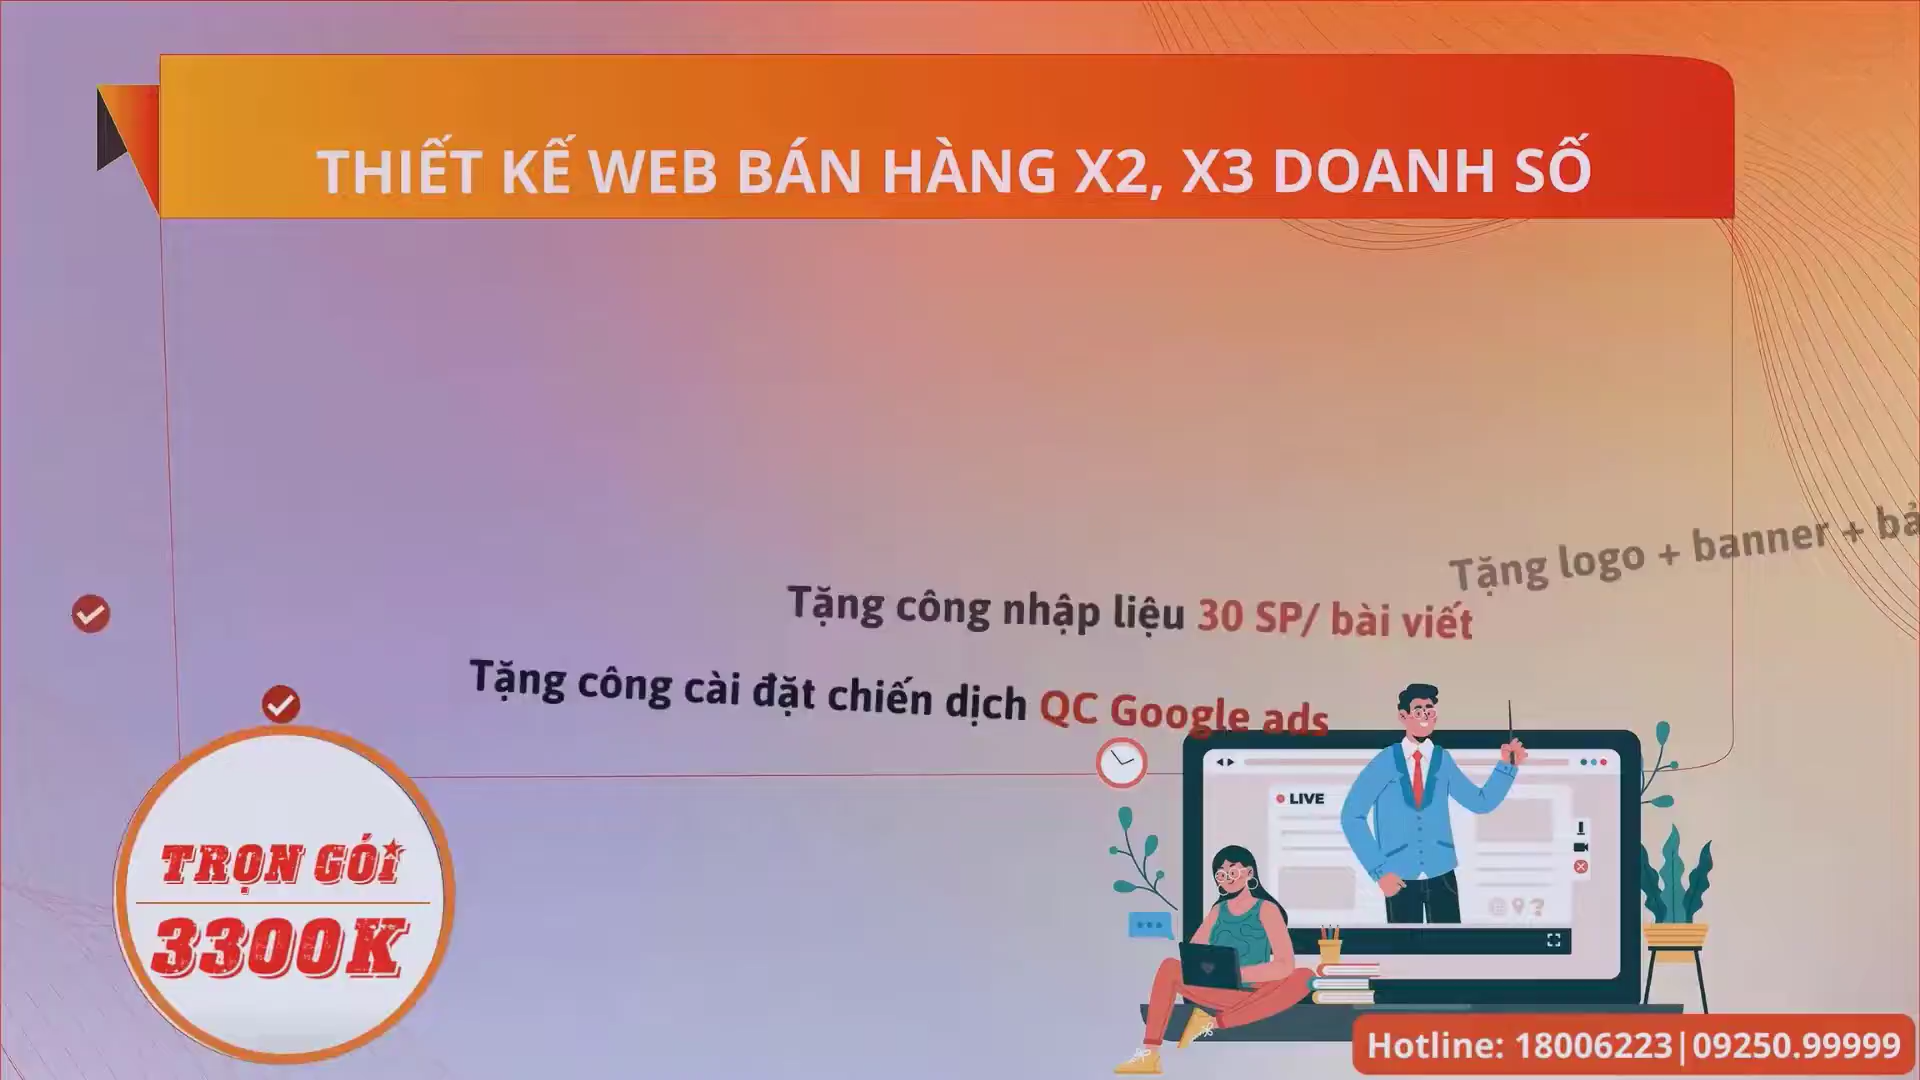 THIẾT KẾ WEB BÁN HÀNG X2, X3 DOANH SỐ
Tặng logo + banner +
Tặng công nhập liệu 30 SP/ bài viết
Tặng công cài đặt chiến dịch QC Google ads
LIVE
TRỌN GÓI
3300K
Hotline: 18006223|09250.99999